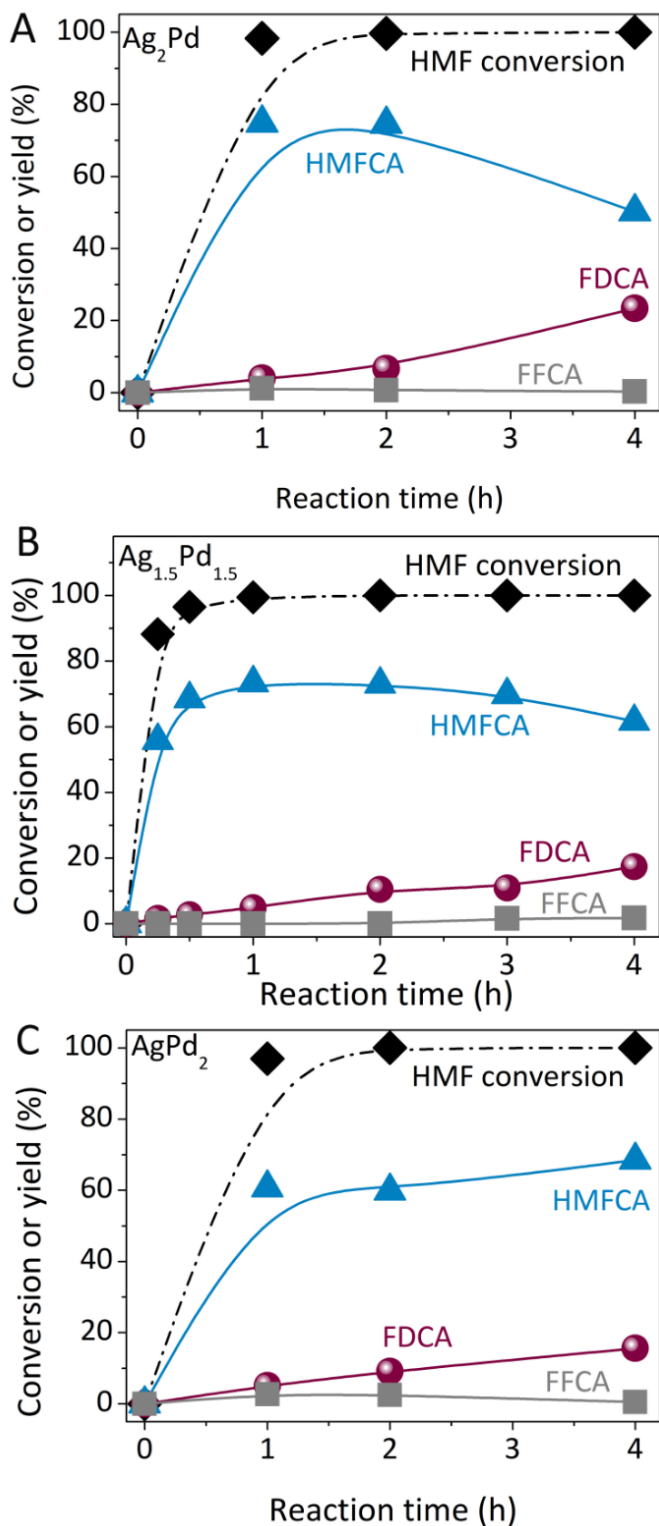 A
Ag₂Pd
100
80
60
40
20
0
HMF conversion
HMFCA
FDCA
FFCA
Conversion or yield (%)
0 1 2 3 4
Reaction time (h)
B
Ag₁.₅Pd₁.₅
100
80
60
40
20
0
HMF conversion
HMFCA
FDCA
FFCA
Conversion or yield (%)
0 1 2 3 4
Reaction time (h)
C
AgPd₂
100
80
60
40
20
0
HMF conversion
HMFCA
FDCA
FFCA
Conversion or yield (%)
0 1 2 3 4
Reaction time (h)